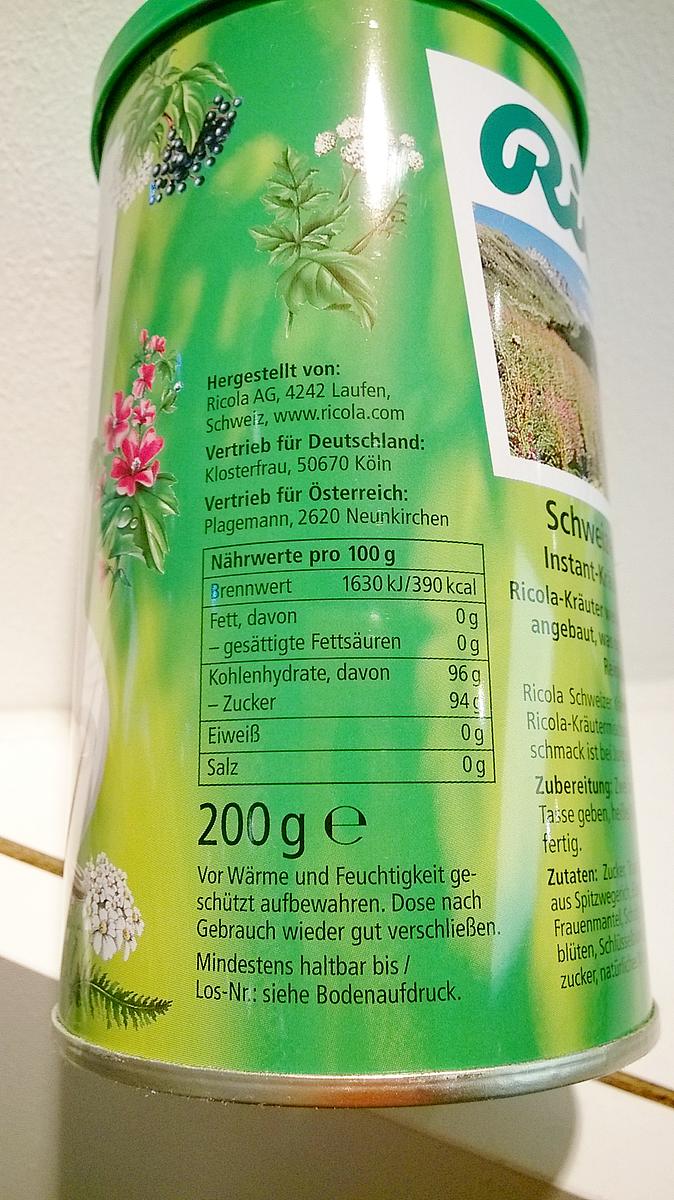 Hergestellt von:
Ricola AG, 4242 Laufen,
Schweiz, www.ricola.com
Vertrieb für Deutschland:
Klosterfrau, 50670 Köln
Vertrieb für Österreich:
Plagemann, 2620 Neunkirchen
Nährwerte pro 100 g
Brennwert 1630 kJ/390 kcal
Fett, davon 0 g
– gesättigte Fettsäuren 0 g
Kohlenhydrate, davon 96 g
– Zucker 94 g
Eiweiß 0 g
Salz 0 g
200 g ℮
Vor Wärme und Feuchtigkeit ge-
schützt aufbewahren. Dose nach
Gebrauch wieder gut verschließen.
Mindestens haltbar bis /
Los-Nr.: siehe Bodenaufdruck.
Ri
Schwei
Instant-K
Ricola-Kräuter
angebaut,
Ricola Schweizer
Ricola-Kräuterm
schmack ist bei
Zubereitung:
Tasse geben,
fertig.
Zutaten: Zucker,
aus Spitzwegeri
Frauenmantel,
blüten, Schlüssel
zucker, natürliche